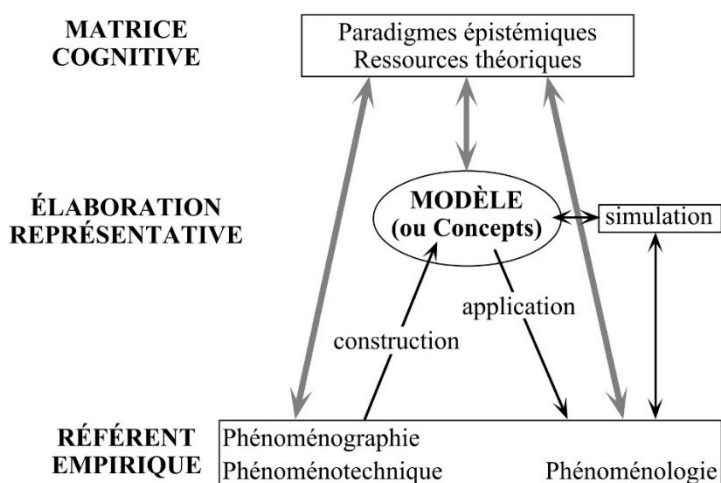 MATRICE
COGNITIVE
Paradigmes épistémiques
Ressources théoriques
ÉLABORATION
REPRÉSENTATIVE
MODÈLE
(ou Concepts)
simulation
application
construction
RÉFÉRENT
EMPIRIQUE
Phénoménographie
Phénoménotechnique
Phénoménologie